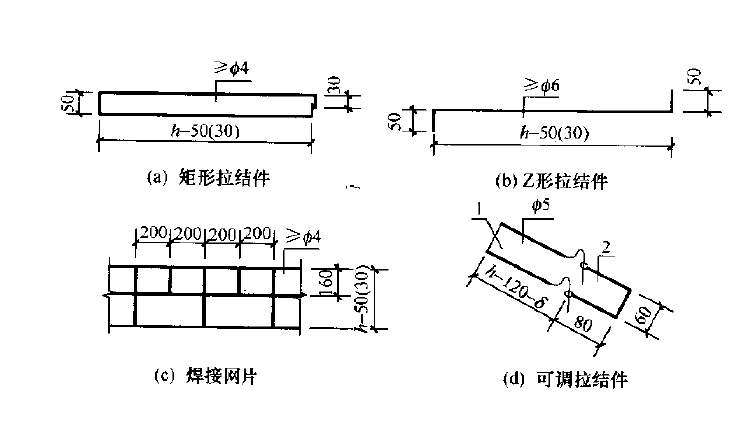 ≥ϕ4
50
30
h-50(30)
(a) 矩形拉结件
≥ϕ6
50
50
h-50(30)
(b) Z形拉结件
200 200 200 200
≥ϕ4
160
h-50(30)
(c) 焊接网片
1
ϕ5
2
h-120-δ
80
60
(d) 可调拉结件